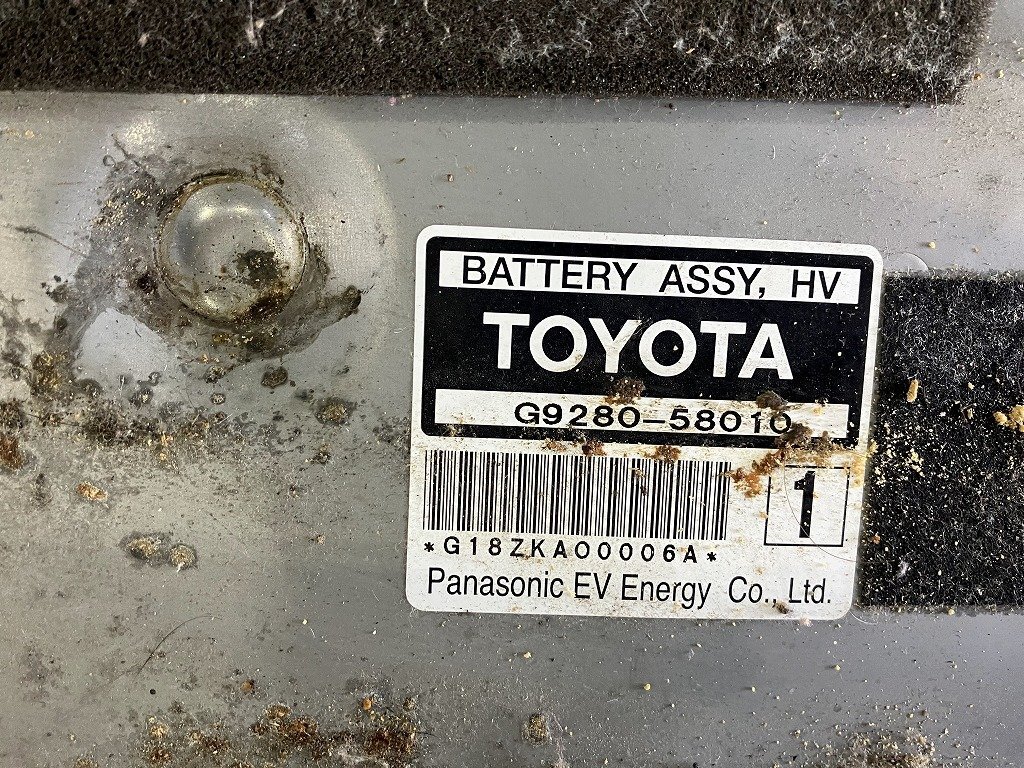 BATTERY ASSY, HV
TOYOTA
G9280-58010
1
*G18ZKA00006A*
Panasonic EV Energy Co., Ltd.